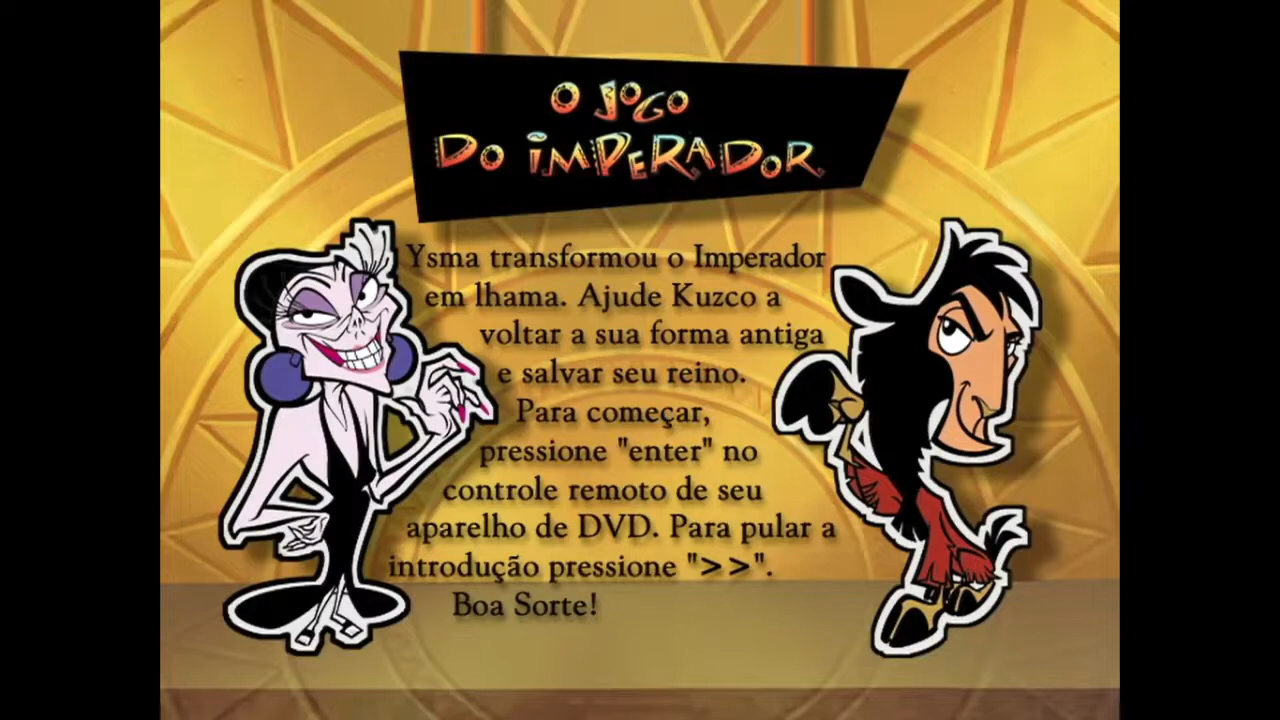 O JOGO
DO IMPERADOR
Ysma transformou o Imperador
em lhama. Ajude Kuzco a
voltar a sua forma antiga
e salvar seu reino.
Para começar,
pressione "enter" no
controle remoto de seu
aparelho de DVD. Para pular a
introdução pressione ">>".
Boa Sorte!